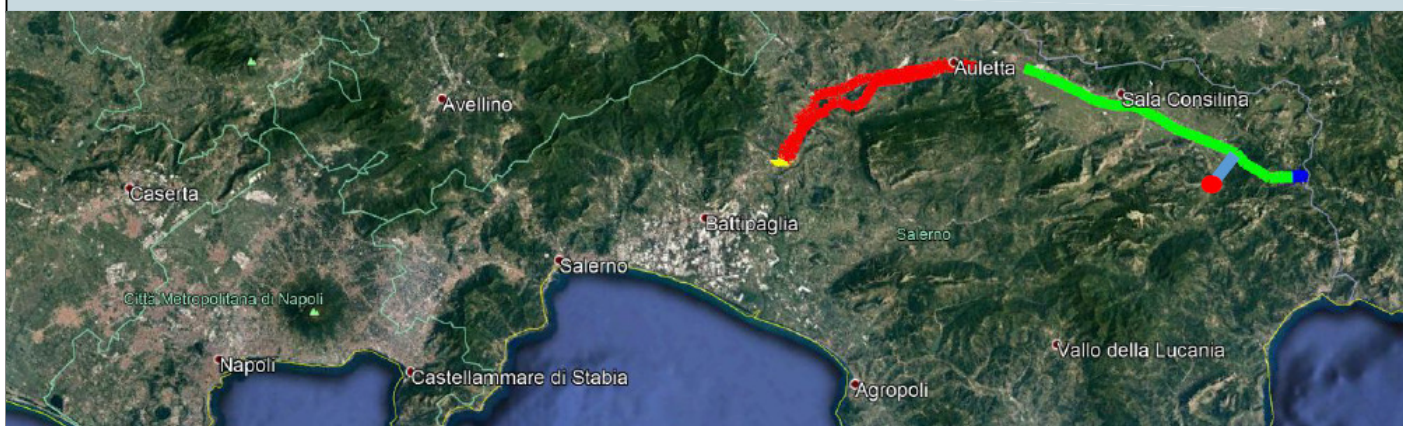 Auletta
Sala Consilina
Avellino
Caserta
Battipaglia
Salerno
Salerno
Città Metropolitana di Napoli
Vallo della Lucania
Napoli
Castellammare di Stabia
Agropoli